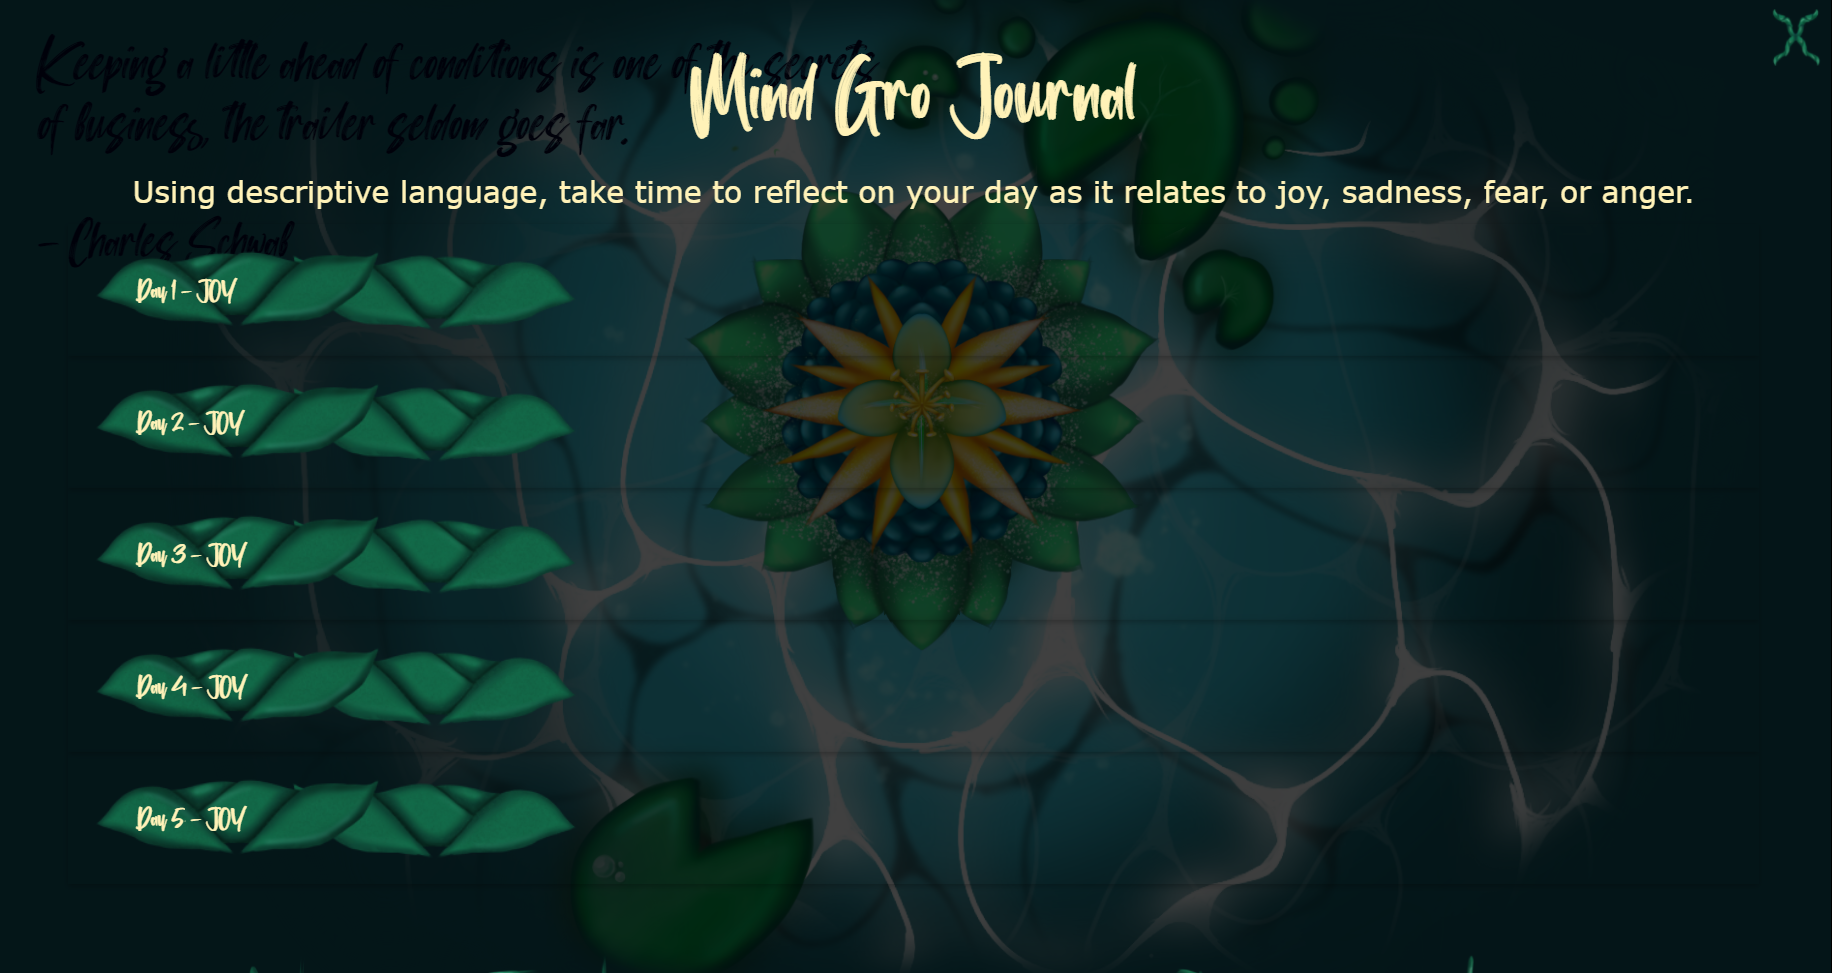 Keeping a little ahead of conditions is one of the secrets
of business, the trailer seldom goes far.
- Charles Schwab
Mind Gro Journal
Using descriptive language, take time to reflect on your day as it relates to joy, sadness, fear, or anger.
Day 1 - JOY
Day 2 - JOY
Day 3 - JOY
Day 4 - JOY
Day 5 - JOY